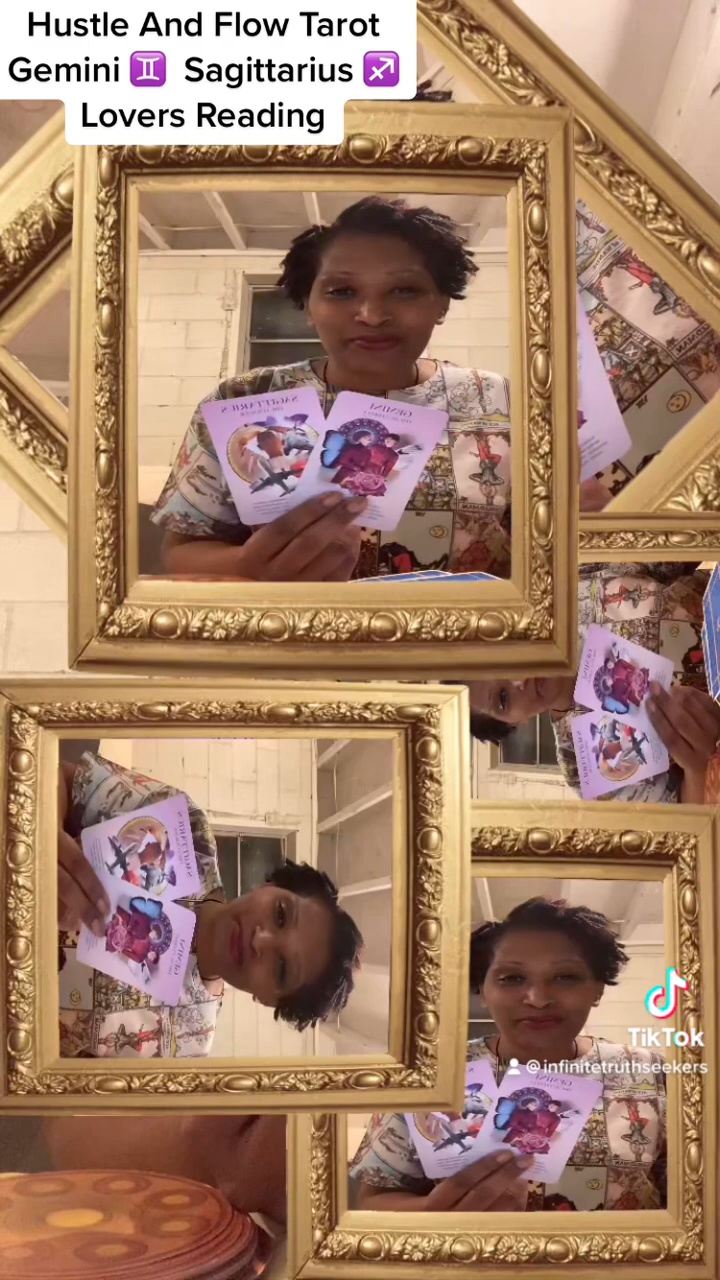 Hustle And Flow Tarot
Gemini ♊ Sagittarius ♐
Lovers Reading
SAGITTARIUS
GEMINI
TikTok
@infinitetruthseekers